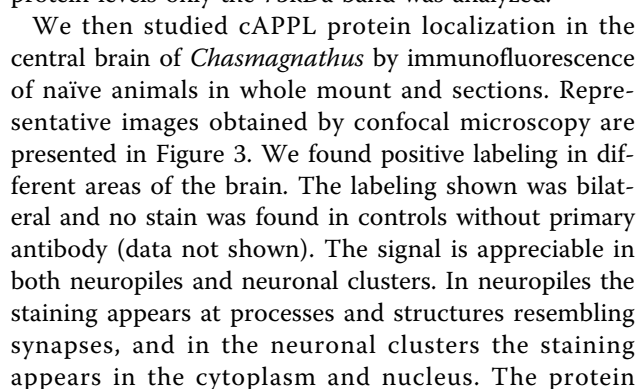 protein levels only the 75kDa band was analyzed.
We then studied cAPPL protein localization in the
central brain of Chasmagnathus by immunofluorescence
of naïve animals in whole mount and sections. Repre-
sentative images obtained by confocal microscopy are
presented in Figure 3. We found positive labeling in dif-
ferent areas of the brain. The labeling shown was bilat-
eral and no stain was found in controls without primary
antibody (data not shown). The signal is appreciable in
both neuropiles and neuronal clusters. In neuropiles the
staining appears at processes and structures resembling
synapses, and in the neuronal clusters the staining
appears in the cytoplasm and nucleus. The protein